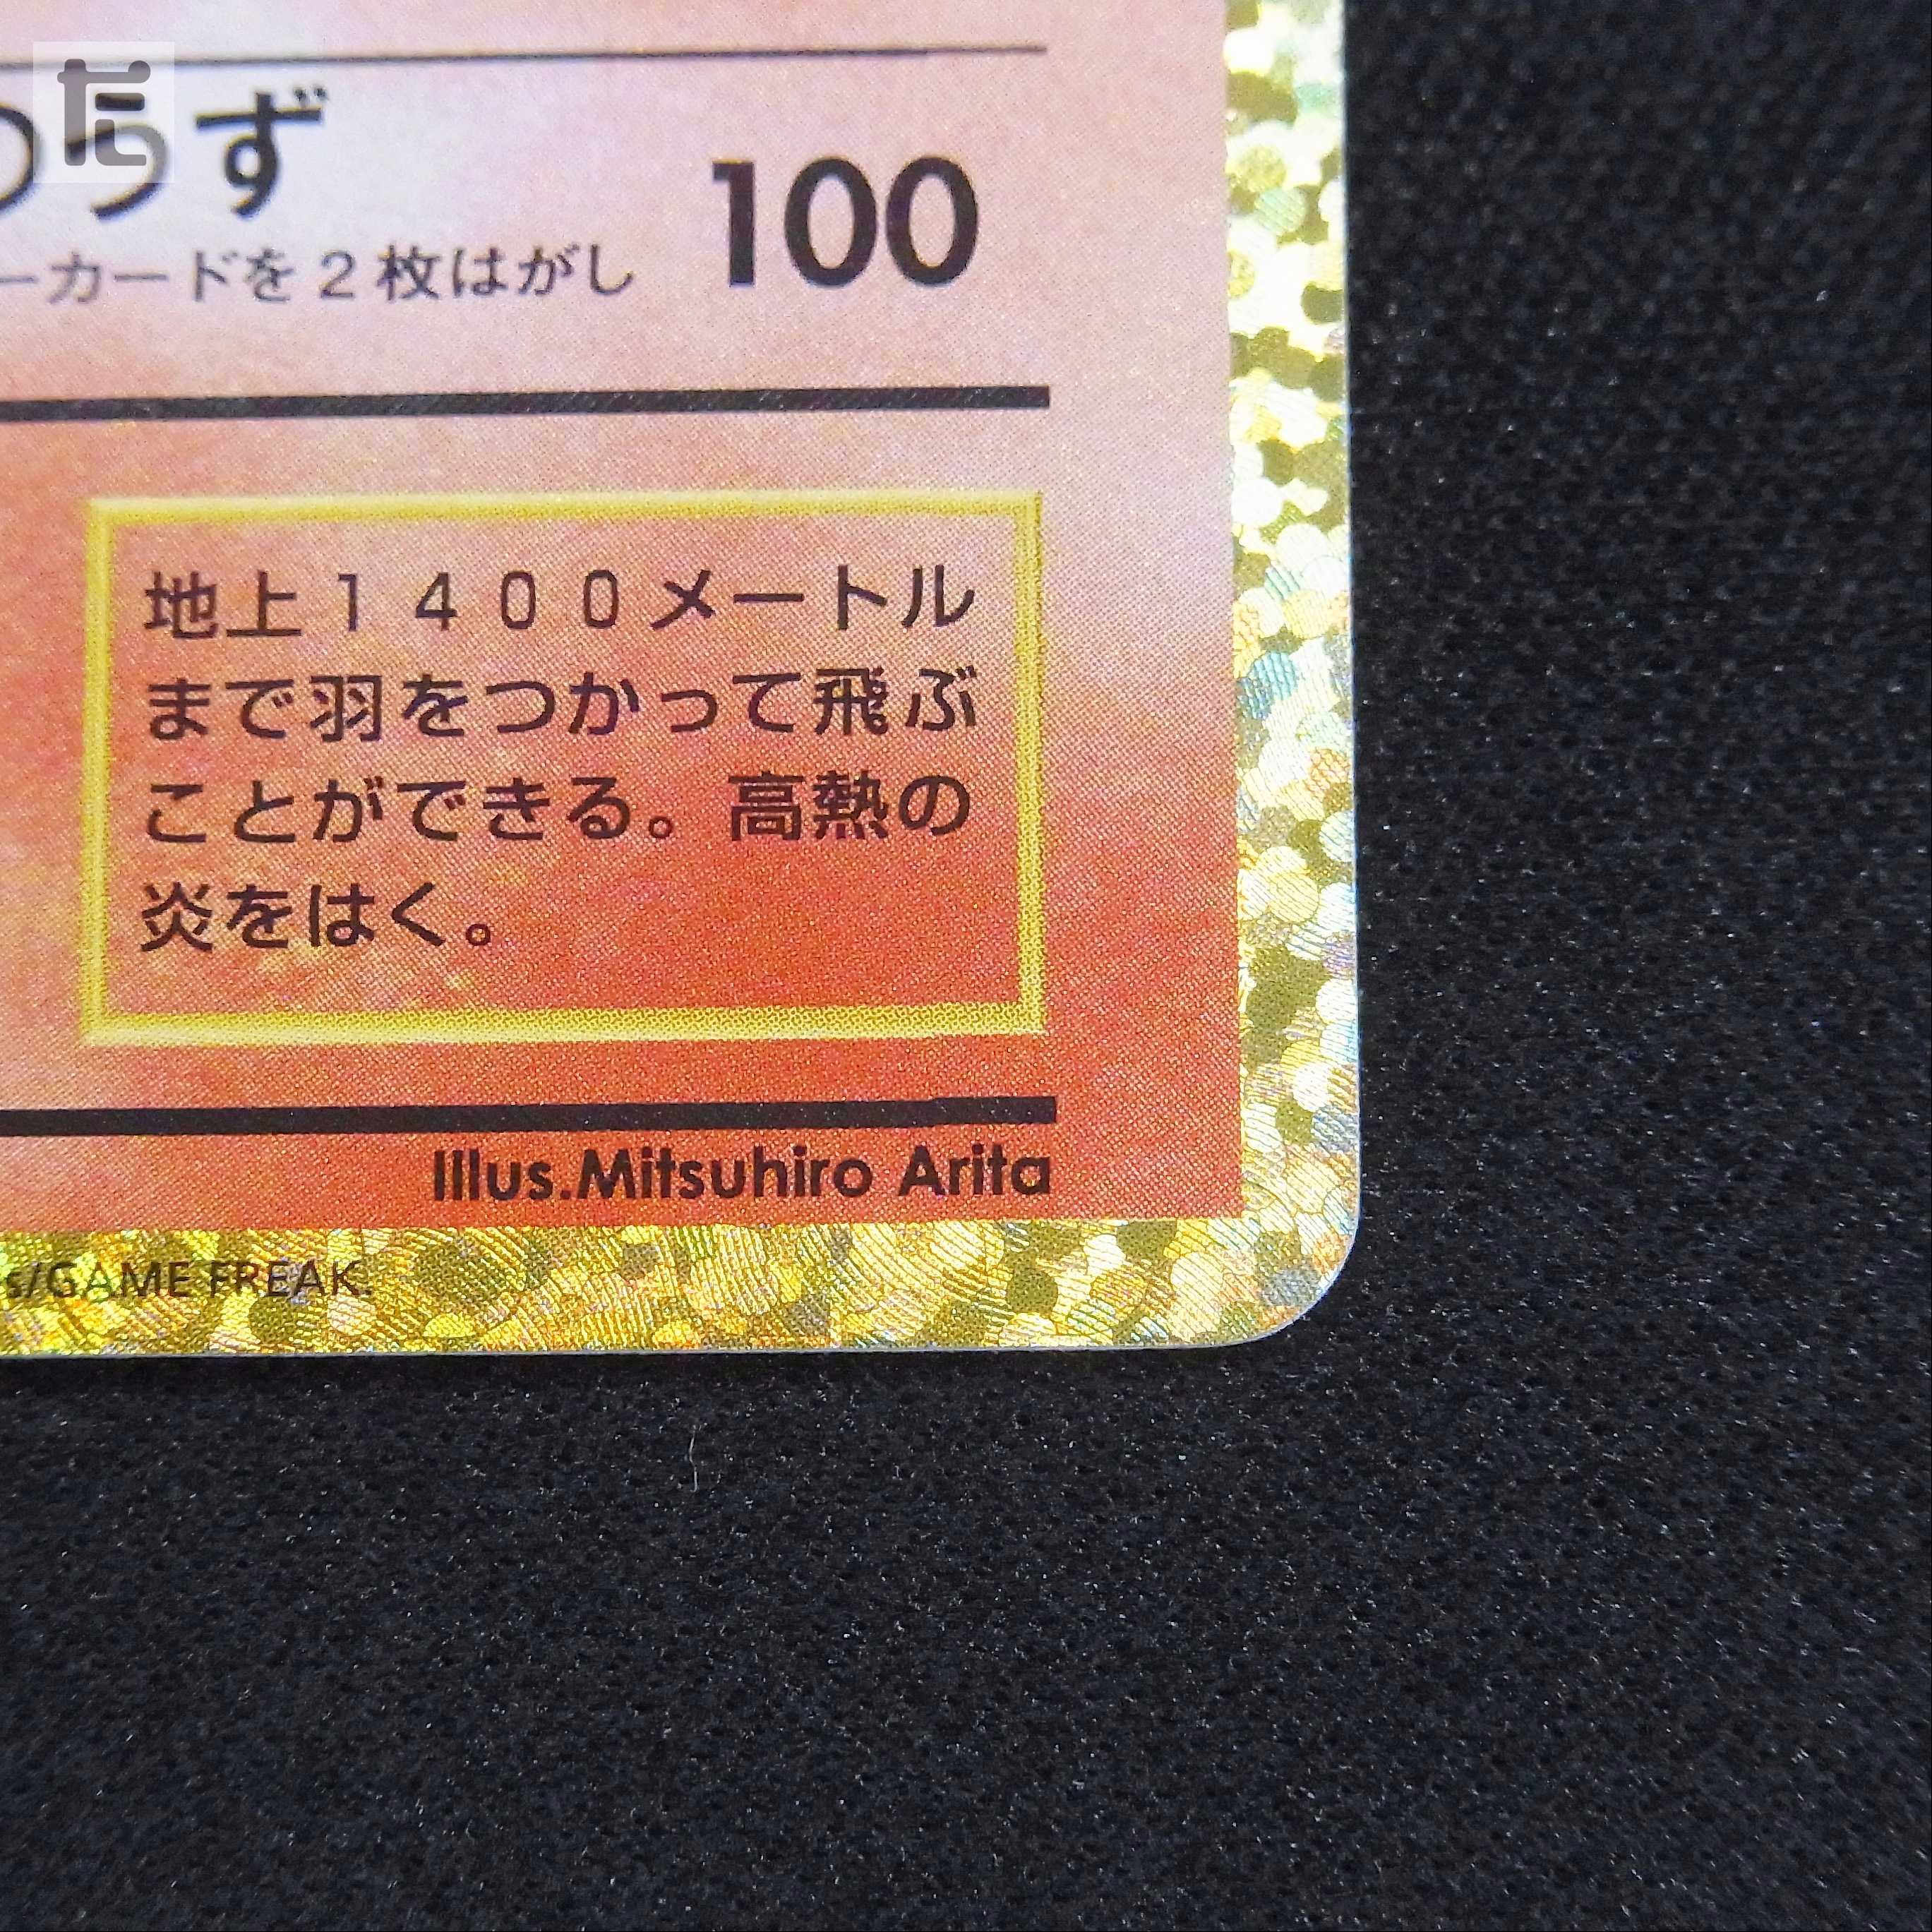 らず
100
ーカードを2枚はがし
地上1400メートル
まで羽をつかって飛ぶ
ことができる。高熱の
炎をはく。
Illus.Mitsuhiro Arita
s/GAME FREAK.